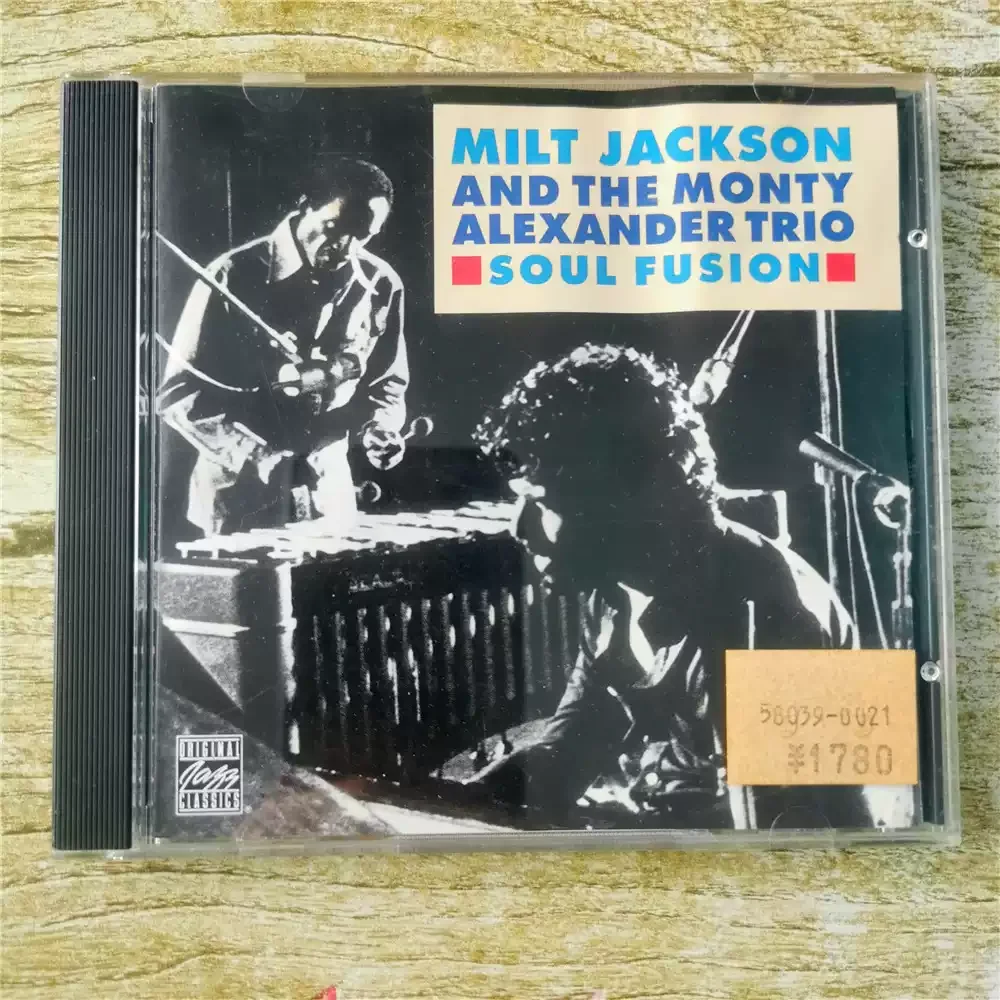 MILT JACKSON
AND THE MONTY
ALEXANDER TRIO
SOUL FUSION
58039-0021
¥1780
ORIGINAL
Jazz
CLASSICS